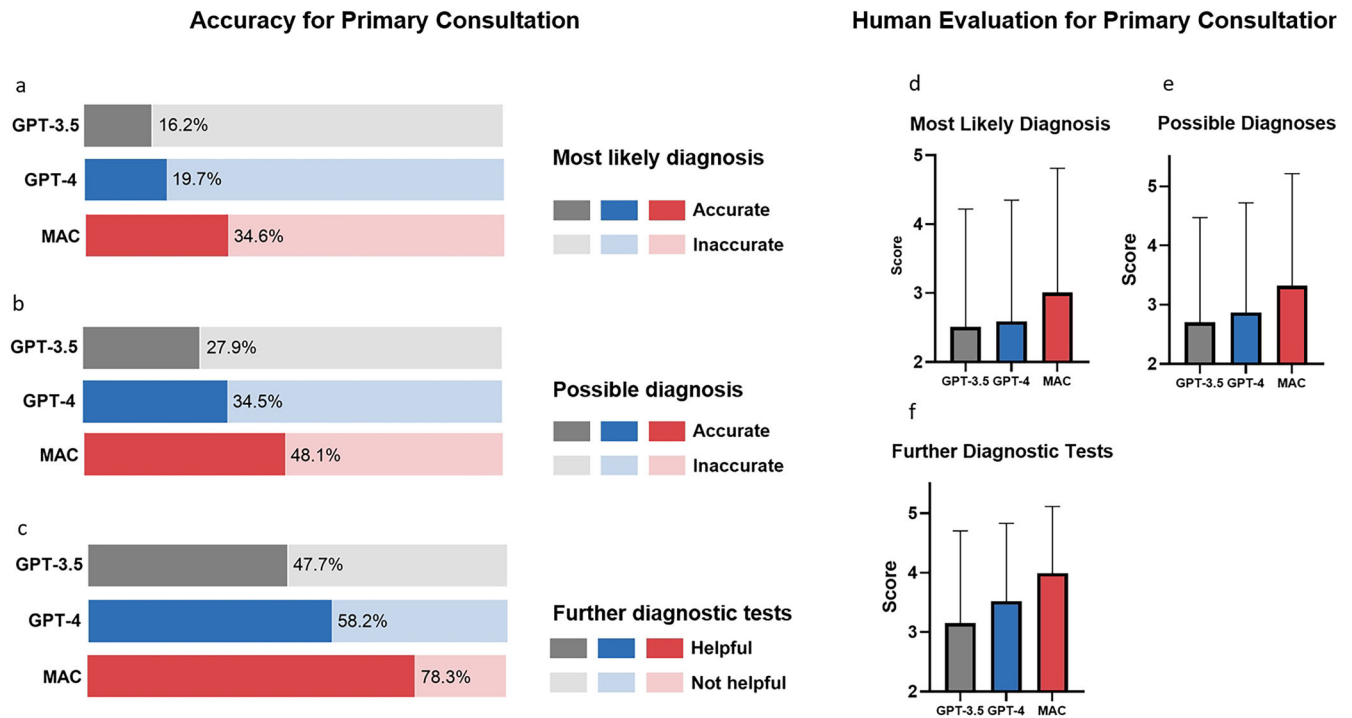 Accuracy for Primary Consultation
Human Evaluation for Primary Consultatior
a
GPT-3.5
16.2%
GPT-4
19.7%
MAC
34.6%
Most likely diagnosis
Accurate
Inaccurate
b
GPT-3.5
27.9%
GPT-4
34.5%
MAC
48.1%
Possible diagnosis
Accurate
Inaccurate
c
GPT-3.5
47.7%
GPT-4
58.2%
MAC
78.3%
Further diagnostic tests
Helpful
Not helpful
d
Most Likely Diagnosis
5
4
3
2
Score
GPT-3.5
GPT-4
MAC
e
Possible Diagnoses
5
4
3
2
Score
GPT-3.5
GPT-4
MAC
f
Further Diagnostic Tests
5
4
3
2
Score
GPT-3.5
GPT-4
MAC